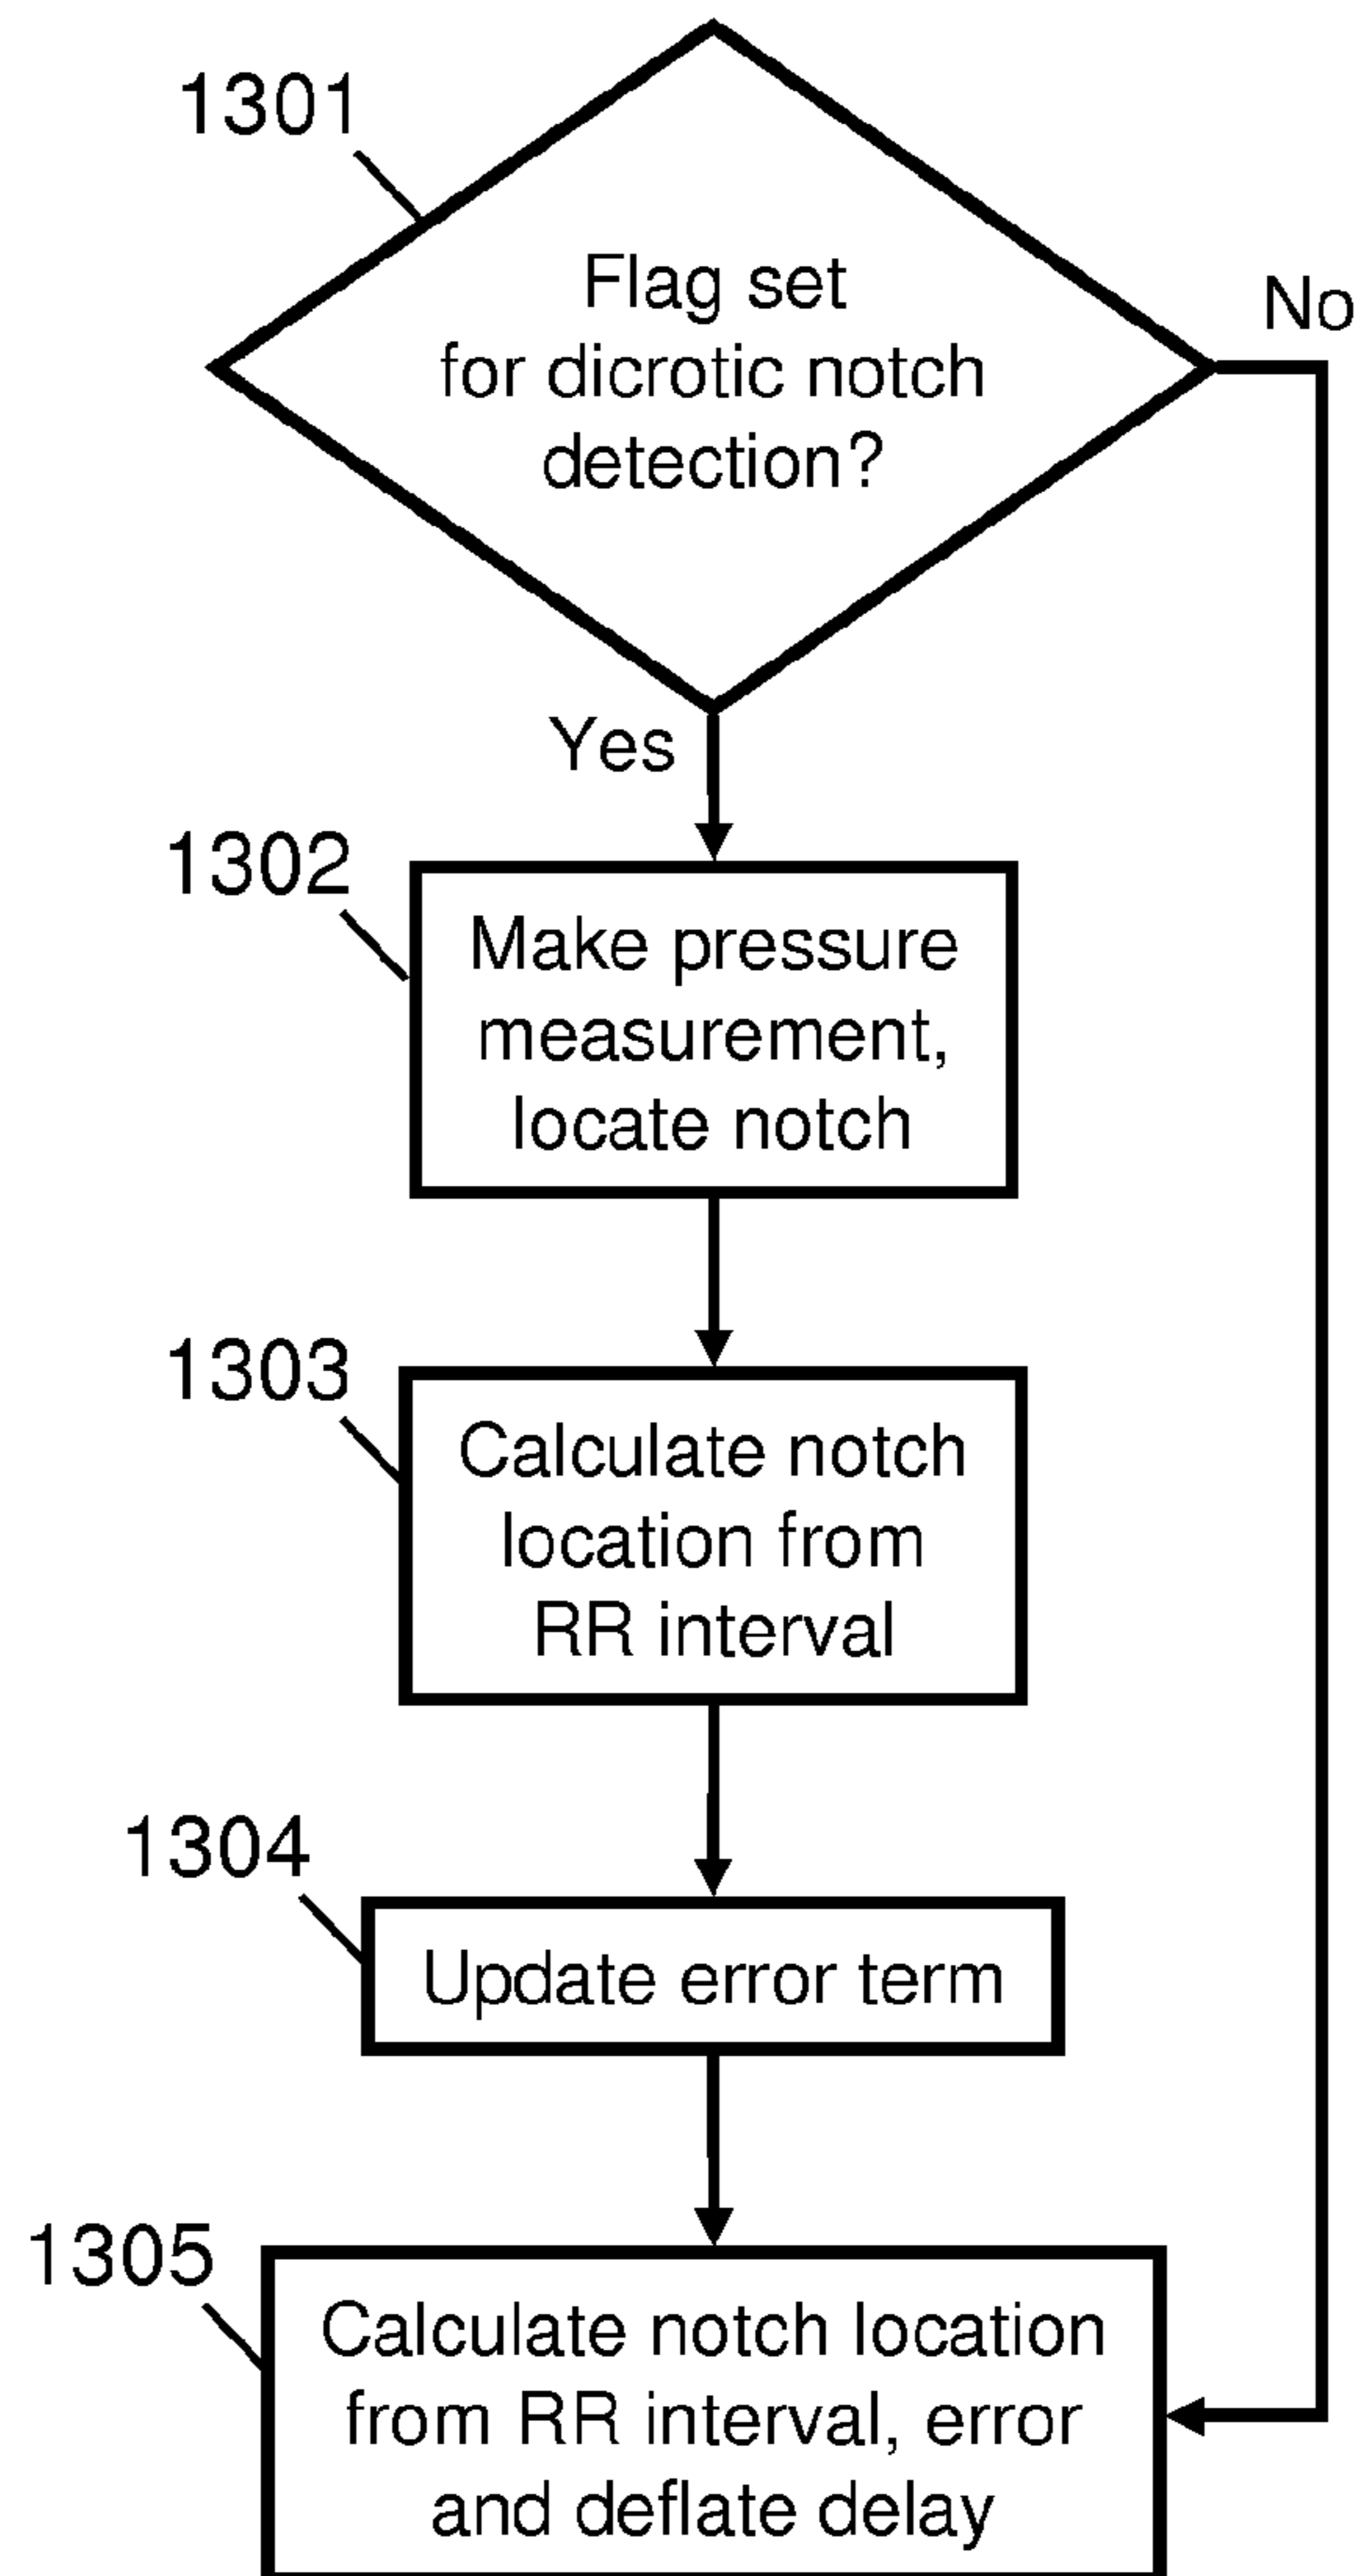 1301
Flag set
for dicrotic notch
detection?
No
Yes
1302
Make pressure
measurement,
locate notch
1303
Calculate notch
location from
RR interval
1304
Update error term
1305
Calculate notch location
from RR interval, error
and deflate delay